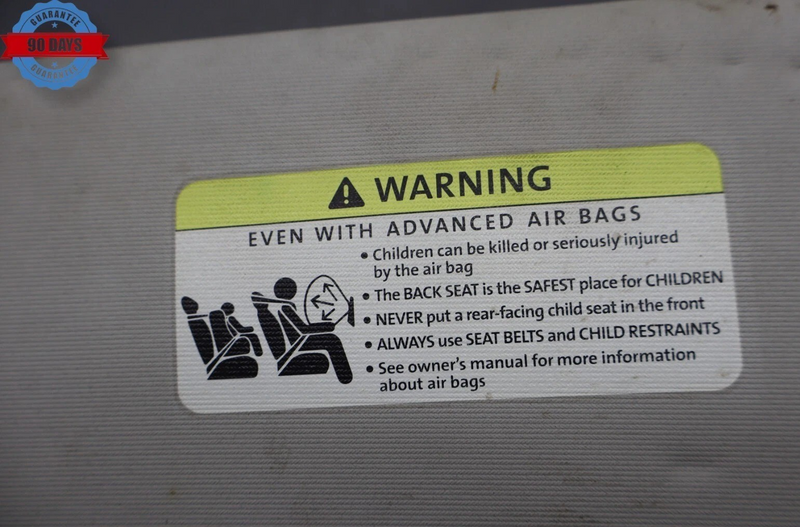 GUARANTEE
90 DAYS
GUARANTEE
WARNING
EVEN WITH ADVANCED AIR BAGS
• Children can be killed or seriously injured
by the air bag
• The BACK SEAT is the SAFEST place for CHILDREN
• NEVER put a rear-facing child seat in the front
• ALWAYS use SEAT BELTS and CHILD RESTRAINTS
• See owner's manual for more information
about air bags